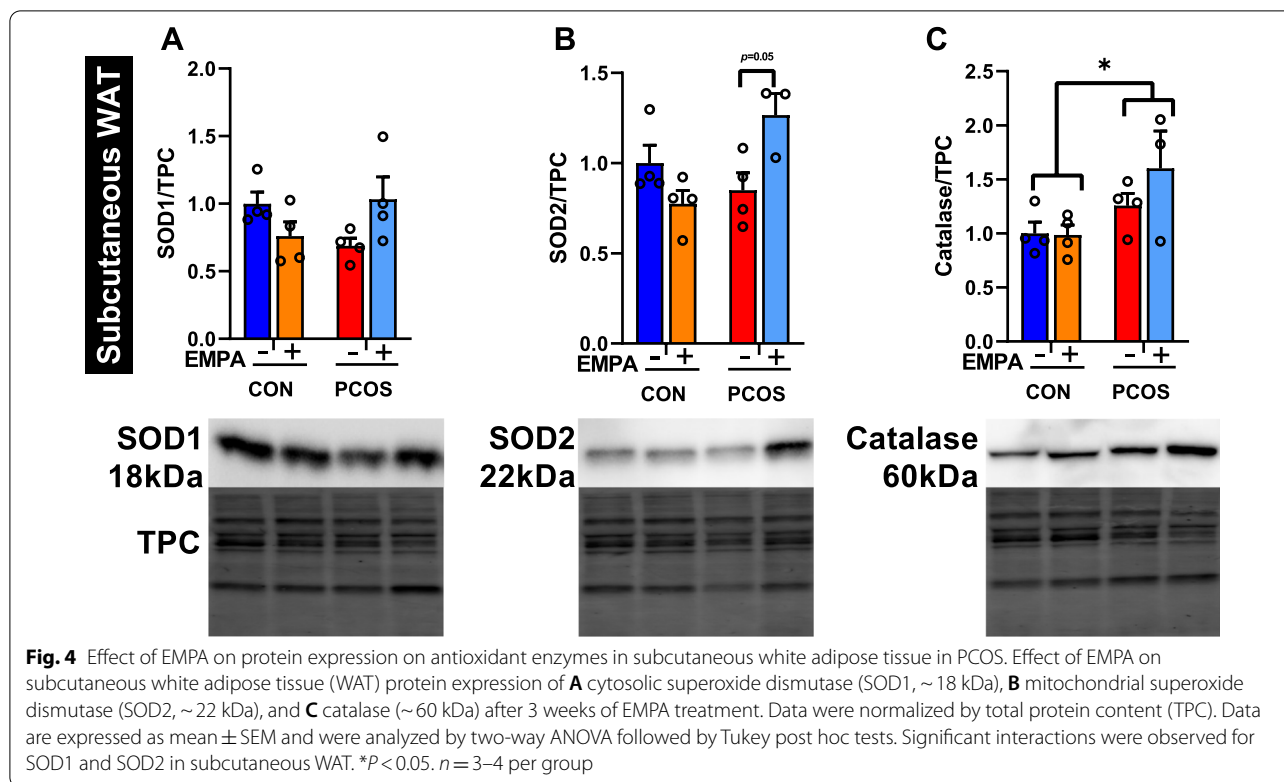 Subcutaneous WAT
A
SOD1/TPC
2.0
1.5
1.0
0.5
0.0
EMPA - + - +
CON PCOS
B
p=0.05
SOD2/TPC
1.5
1.0
0.5
0.0
EMPA - + - +
CON PCOS
C
*
Catalase/TPC
2.5
2.0
1.5
1.0
0.5
0.0
EMPA - + - +
CON PCOS
SOD1
18kDa
TPC
SOD2
22kDa
Catalase
60kDa
Fig. 4 Effect of EMPA on protein expression on antioxidant enzymes in subcutaneous white adipose tissue in PCOS. Effect of EMPA on
subcutaneous white adipose tissue (WAT) protein expression of A cytosolic superoxide dismutase (SOD1, ~ 18 kDa), B mitochondrial superoxide
dismutase (SOD2, ~ 22 kDa), and C catalase (~ 60 kDa) after 3 weeks of EMPA treatment. Data were normalized by total protein content (TPC). Data
are expressed as mean ± SEM and were analyzed by two-way ANOVA followed by Tukey post hoc tests. Significant interactions were observed for
SOD1 and SOD2 in subcutaneous WAT. *P < 0.05. n = 3–4 per group